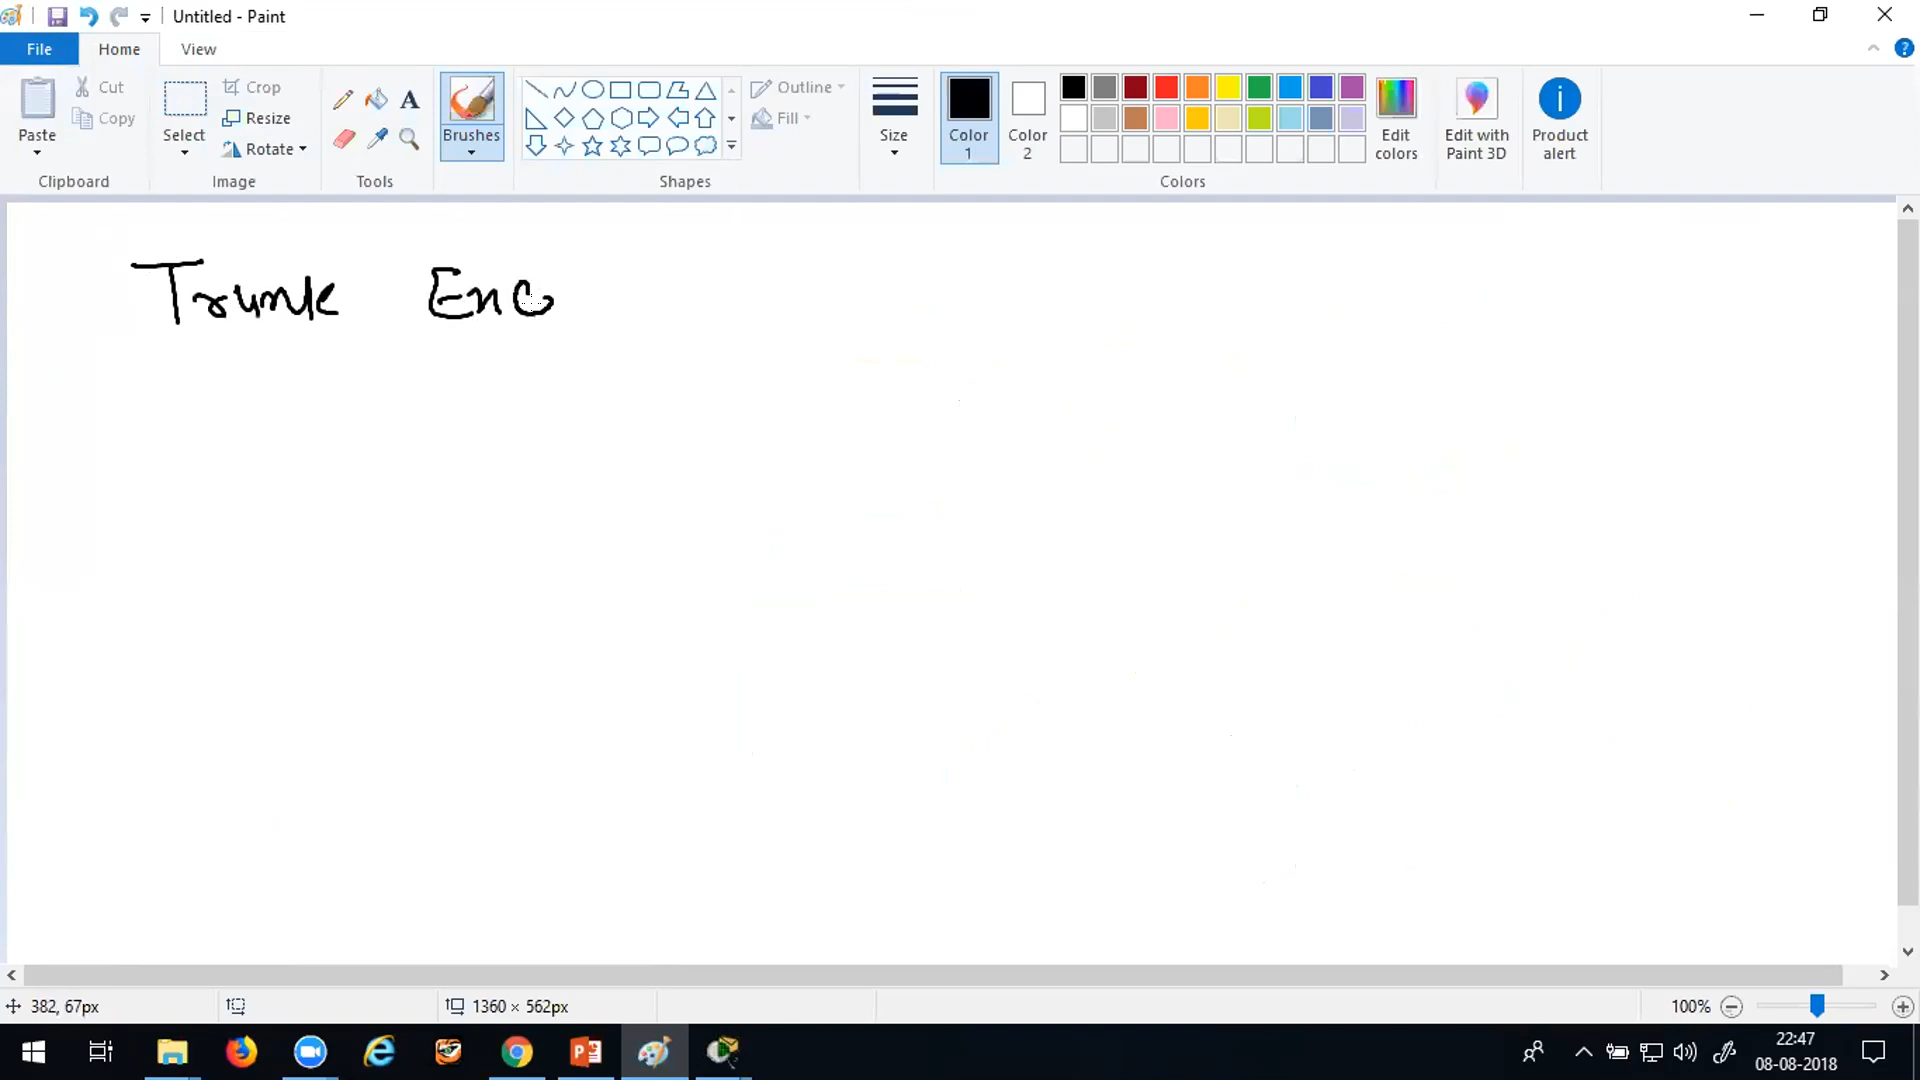 Untitled - Paint
File Home View
Paste Cut Copy Select Crop Resize Rotate Brushes Outline Fill Size Color 1 Color 2 Edit colors Edit with Paint 3D Product alert
Clipboard Image Tools Shapes Colors
Trunk Enc
382, 67px 1360 × 562px 100%
22:47
08-08-2018